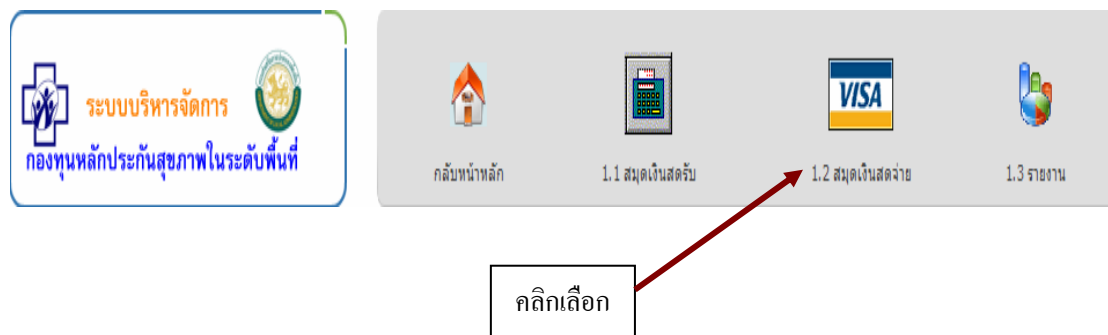 ระบบบริหารจัดการ
กองทุนหลักประกันสุขภาพในระดับพื้นที่
VISA
กลับหน้าหลัก
1.1 สมุดเงินสดรับ
1.2 สมุดเงินสดจ่าย
1.3 รายงาน
คลิกเลือก